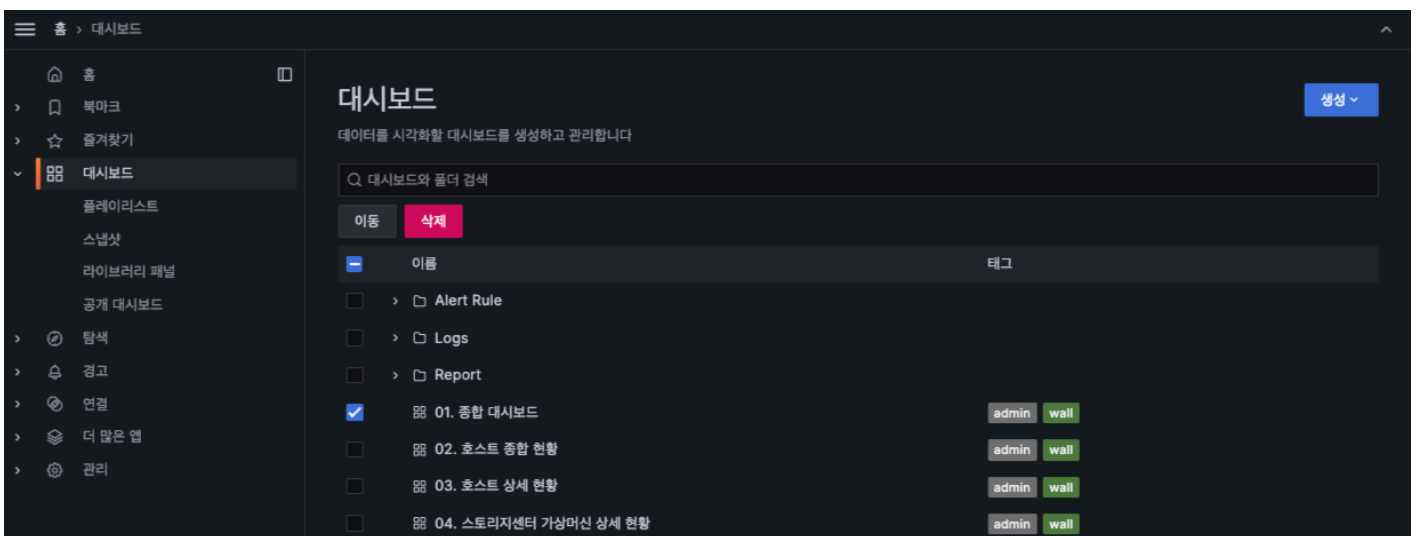 홈 > 대시보드
홈
북마크
즐겨찾기
대시보드
플레이리스트
스냅샷
라이브러리 패널
공개 대시보드
탐색
경고
연결
더 많은 앱
관리
대시보드
생성
데이터를 시각화할 대시보드를 생성하고 관리합니다
대시보드와 폴더 검색
이동 삭제
이름 태그
Alert Rule
Logs
Report
01. 종합 대시보드 admin wall
02. 호스트 종합 현황 admin wall
03. 호스트 상세 현황 admin wall
04. 스토리지센터 가상머신 상세 현황 admin wall